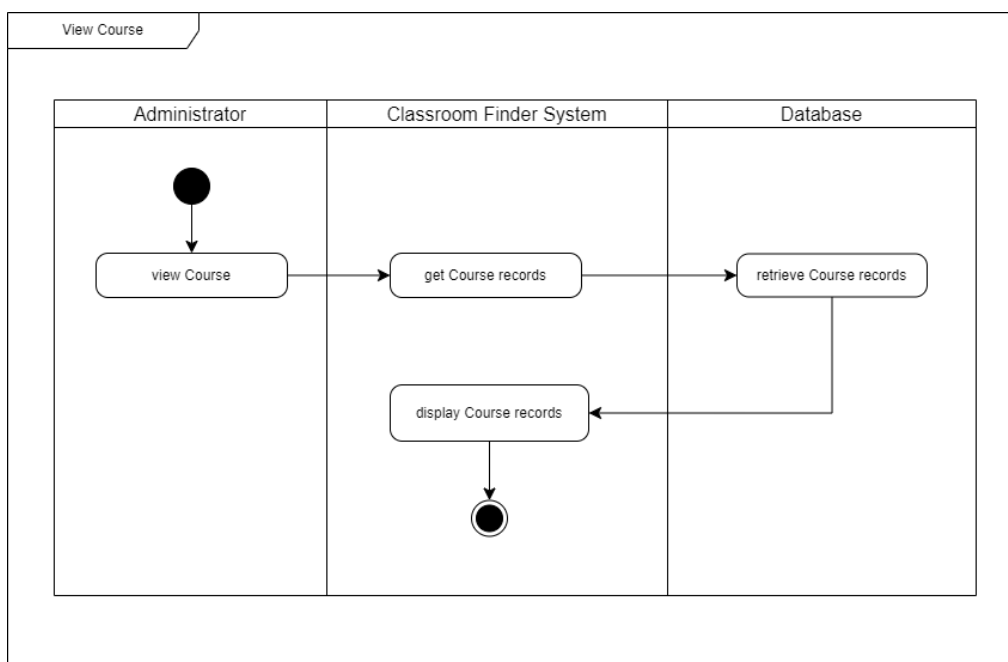 View Course
Administrator
Classroom Finder System
Database
view Course
get Course records
retrieve Course records
display Course records